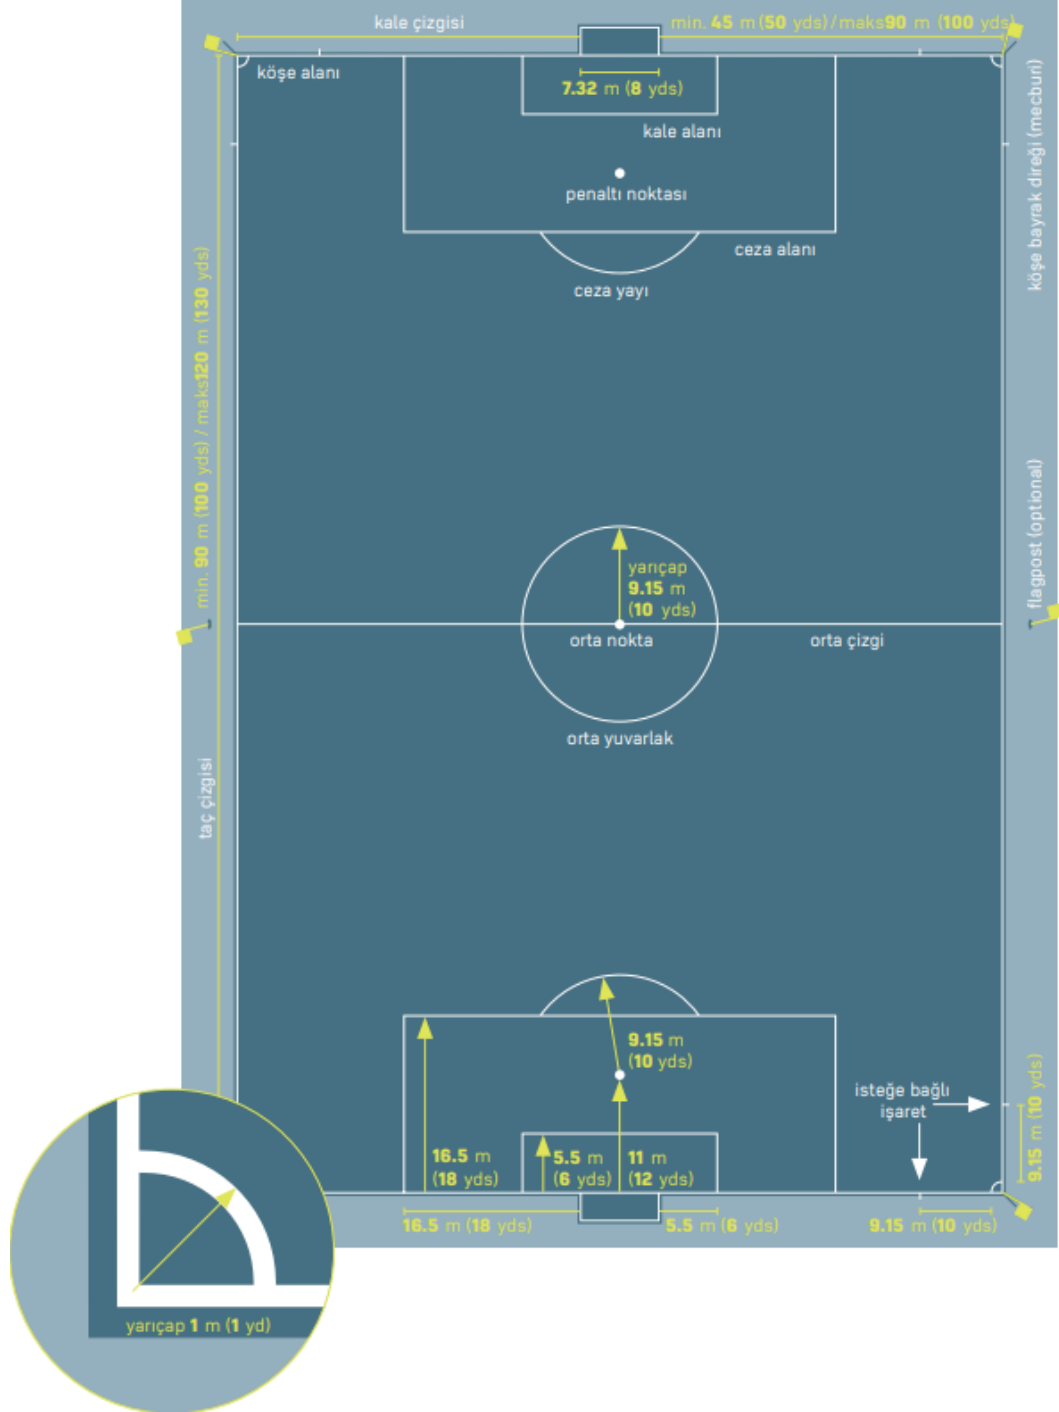 kale çizgisi
min. 45 m (50 yds) /maks90 m (100 yds)
köşe alanı
7.32 m (8 yds)
kale alanı
penaltı noktası
ceza alanı
ceza yayı
köşe bayrak direği (mecburi)
min. 90 m (100 yds) / maks120 m (130 yds)
flagpost (optional)
yarıçap
9.15 m
(10 yds)
orta nokta
orta çizgi
orta yuvarlak
taç çizgisi
9.15 m
(10 yds)
isteğe bağlı
işaret
9.15 m (10 yds)
16.5 m
(18 yds)
5.5 m
(6 yds)
11 m
(12 yds)
16.5 m (18 yds)
5.5 m (6 yds)
9.15 m (10 yds)
yarıçap 1 m (1 yd)